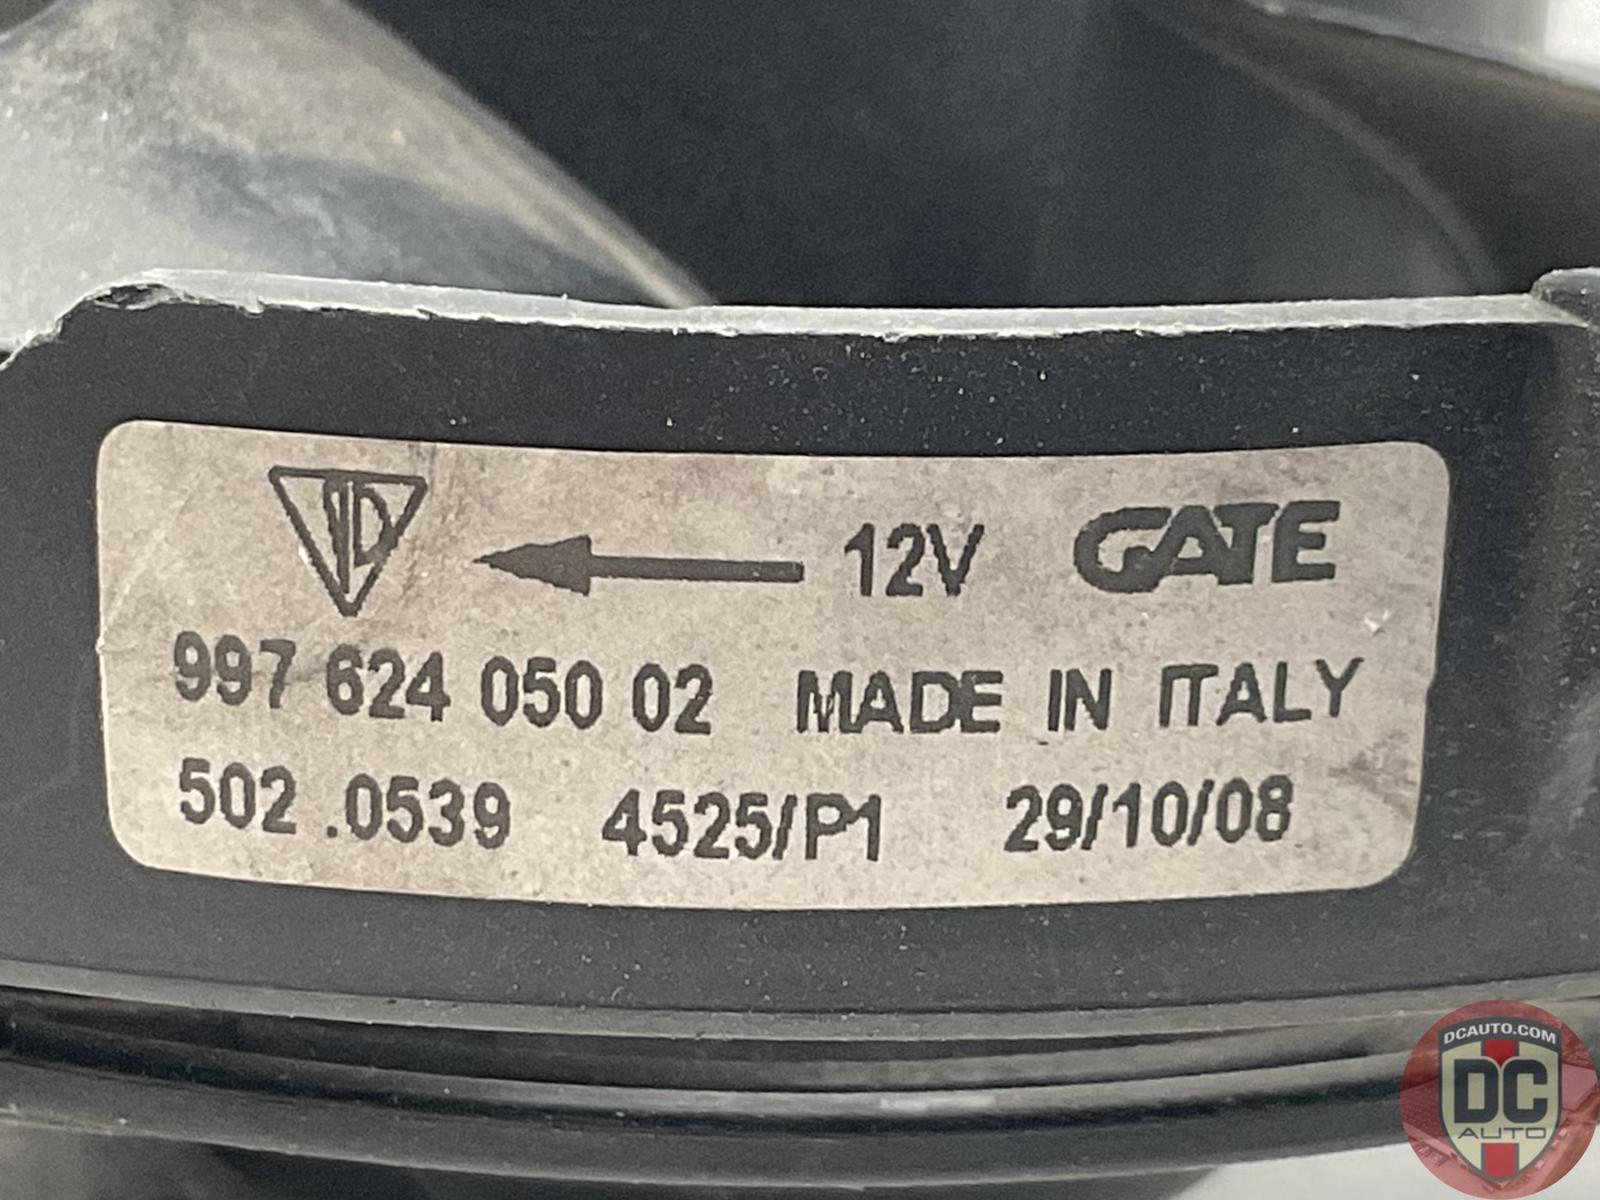 12V GATE
997 624 050 02 MADE IN ITALY
502 .0539 4525/P1 29/10/08
DCAUTO.COM
DC
AUTO